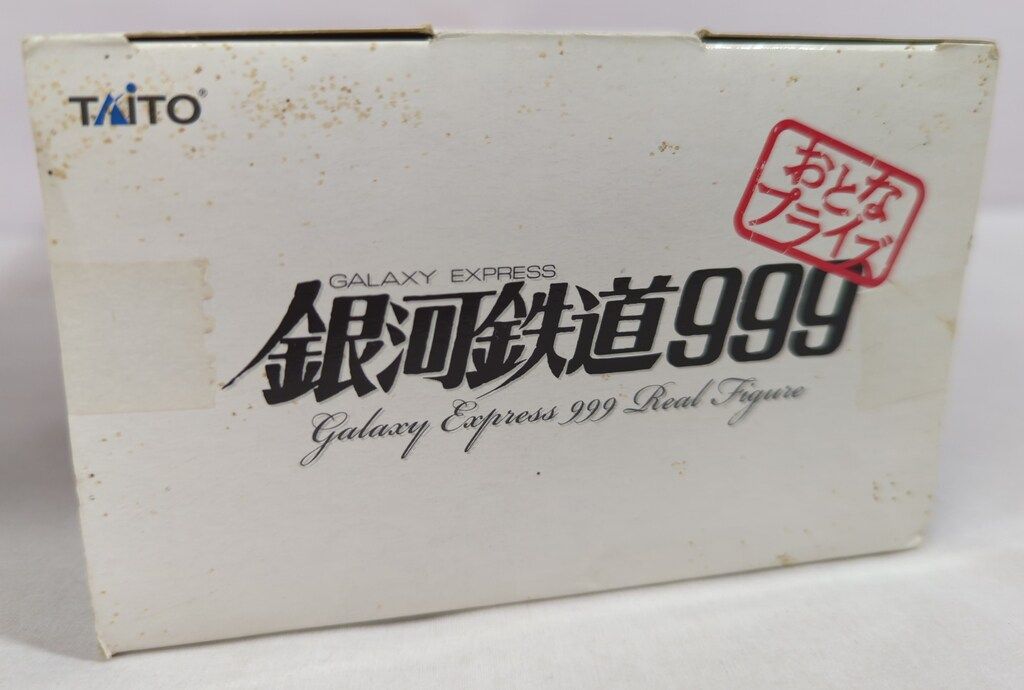 TAITO®
おとな
プライズ
GALAXY EXPRESS
銀河鉄道999
Galaxy Express 999 Real Figure